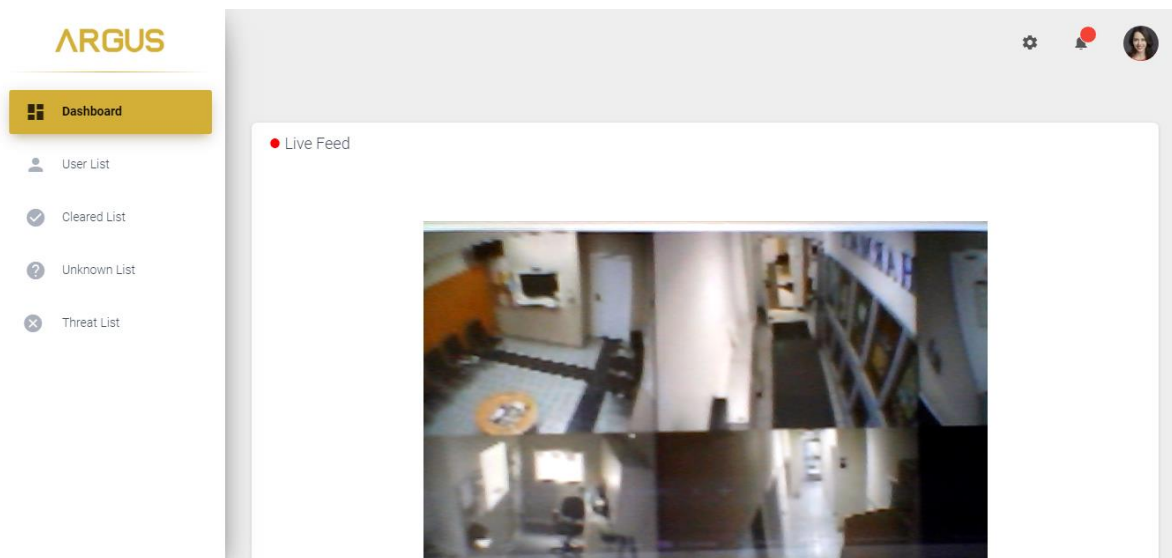 ARGUS
Dashboard
User List
Cleared List
Unknown List
Threat List
Live Feed